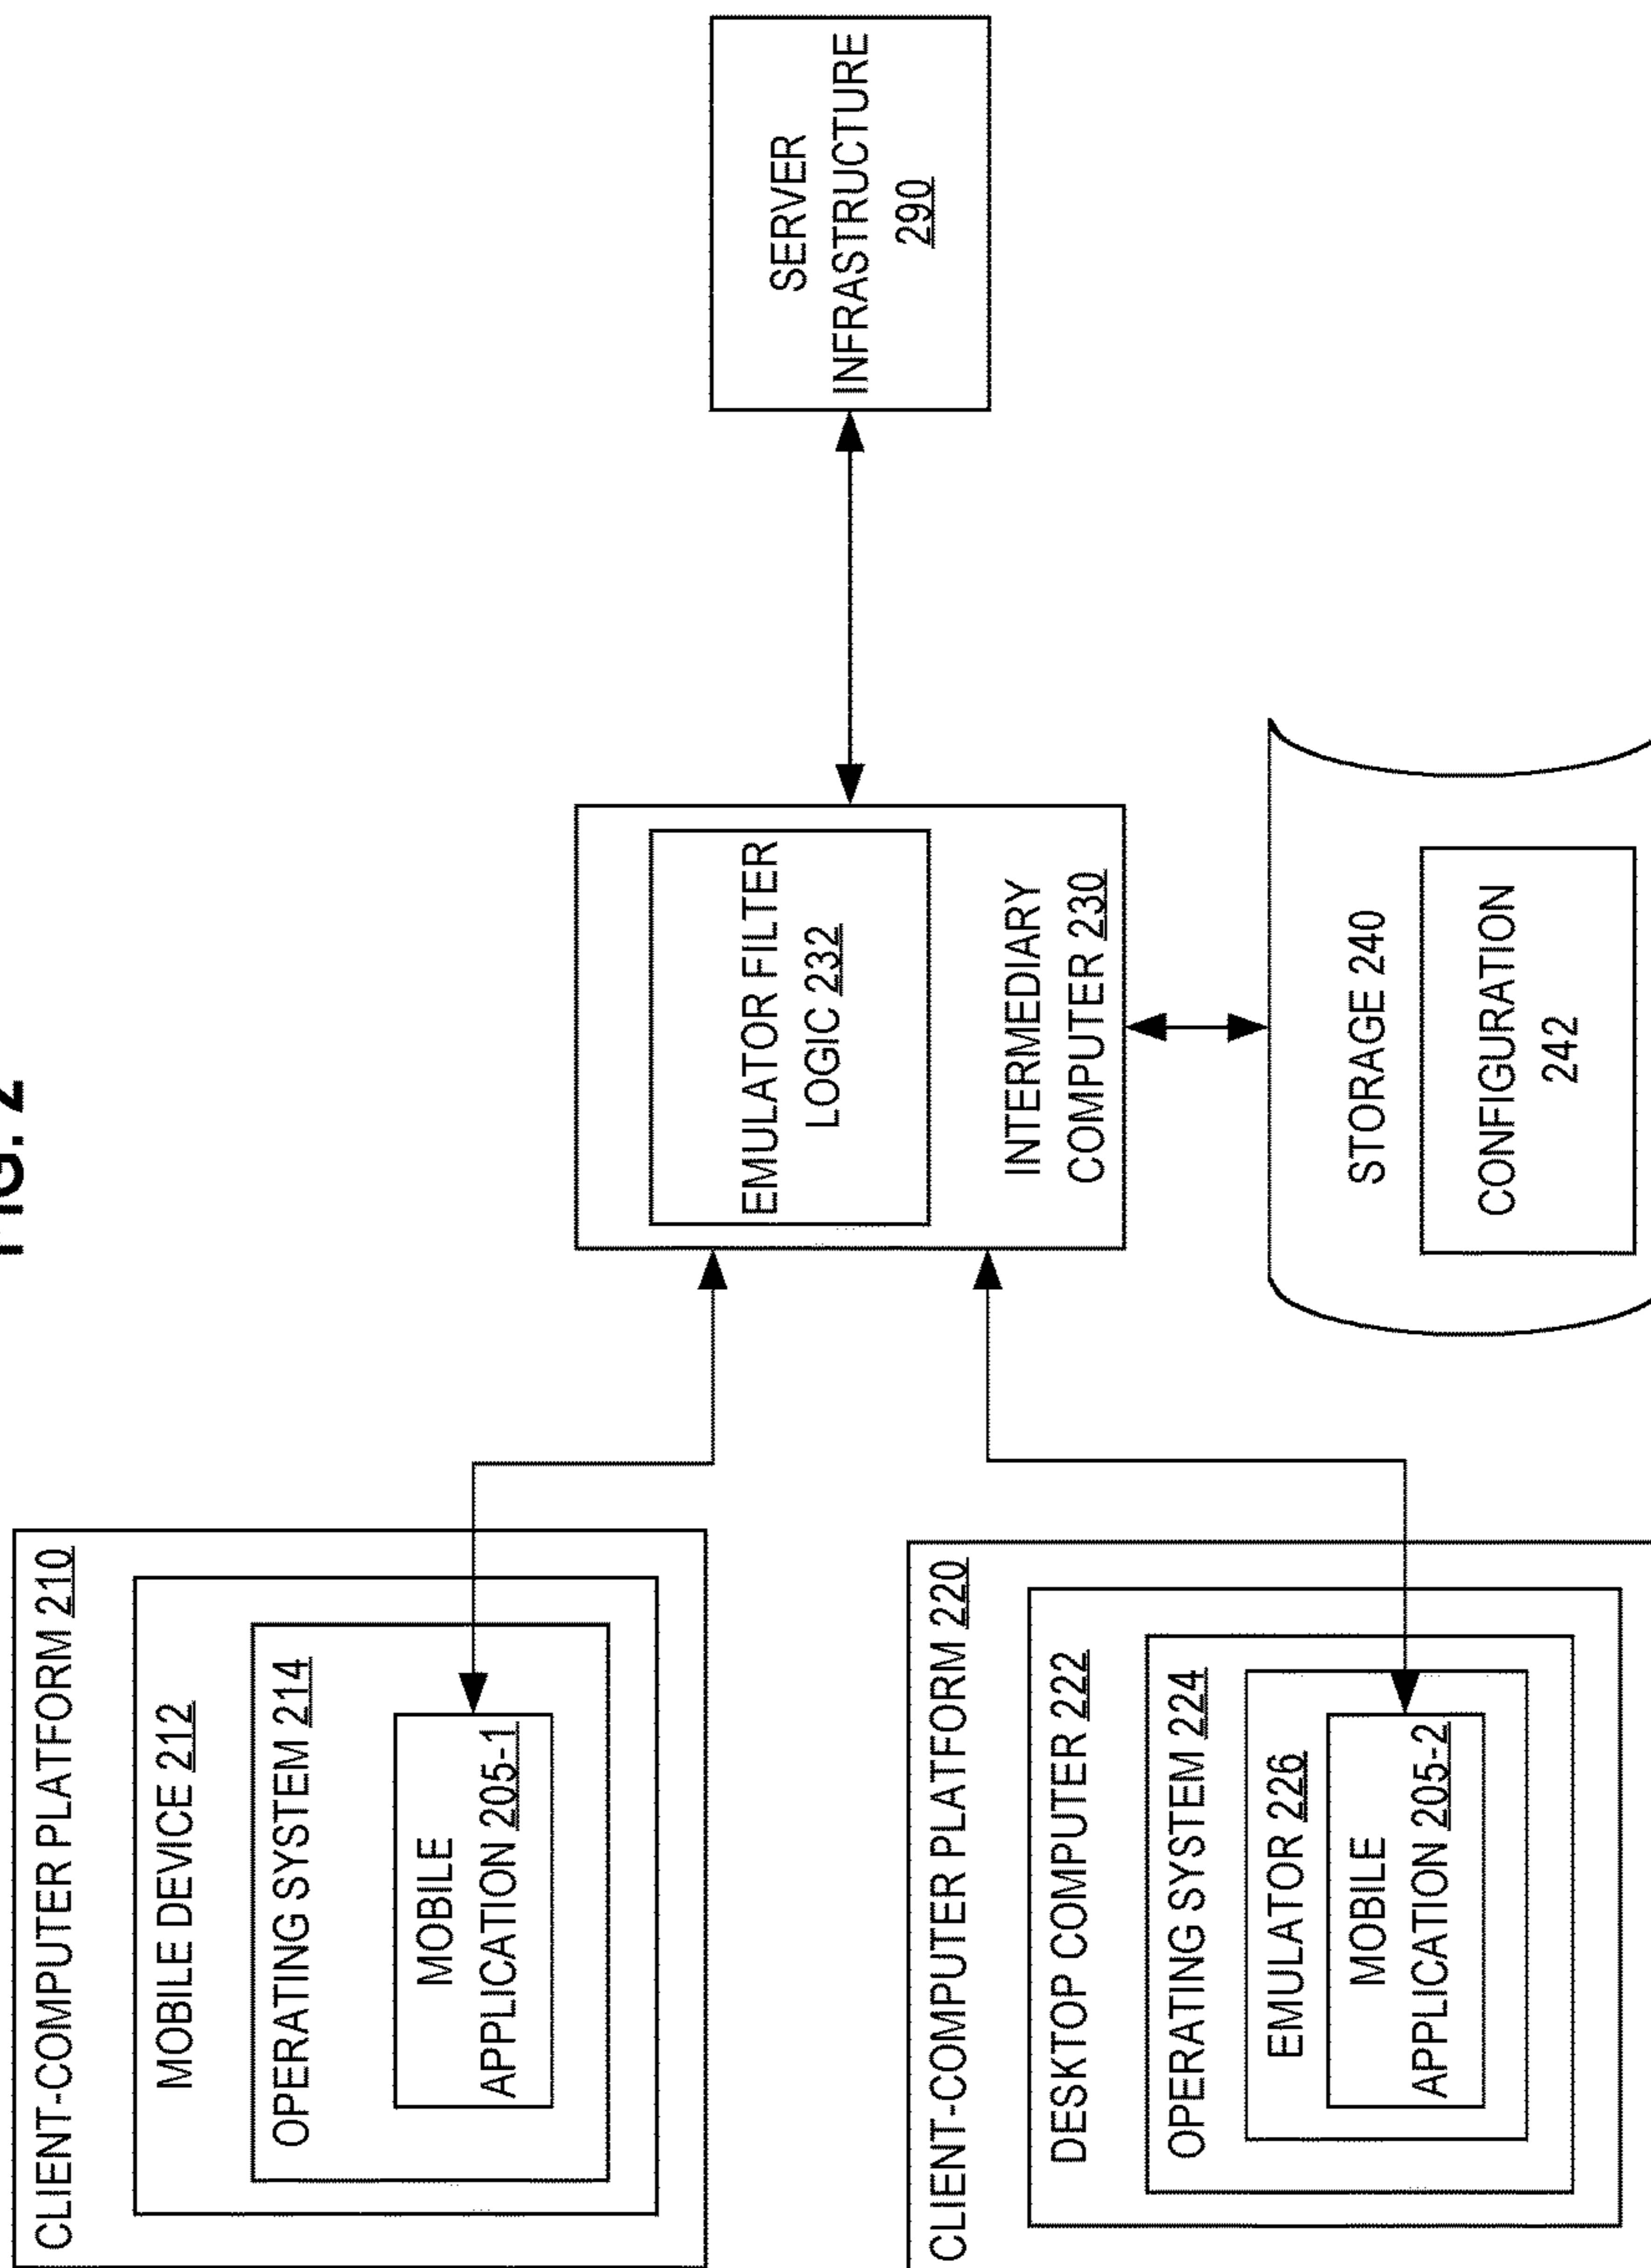 FIG. 2
CLIENT-COMPUTER PLATFORM 210
MOBILE DEVICE 212
OPERATING SYSTEM 214
MOBILE
APPLICATION 205-1
CLIENT-COMPUTER PLATFORM 220
DESKTOP COMPUTER 222
OPERATING SYSTEM 224
EMULATOR 226
MOBILE
APPLICATION 205-2
EMULATOR FILTER
LOGIC 232
INTERMEDIARY
COMPUTER 230
STORAGE 240
CONFIGURATION
242
SERVER
INFRASTRUCTURE
290